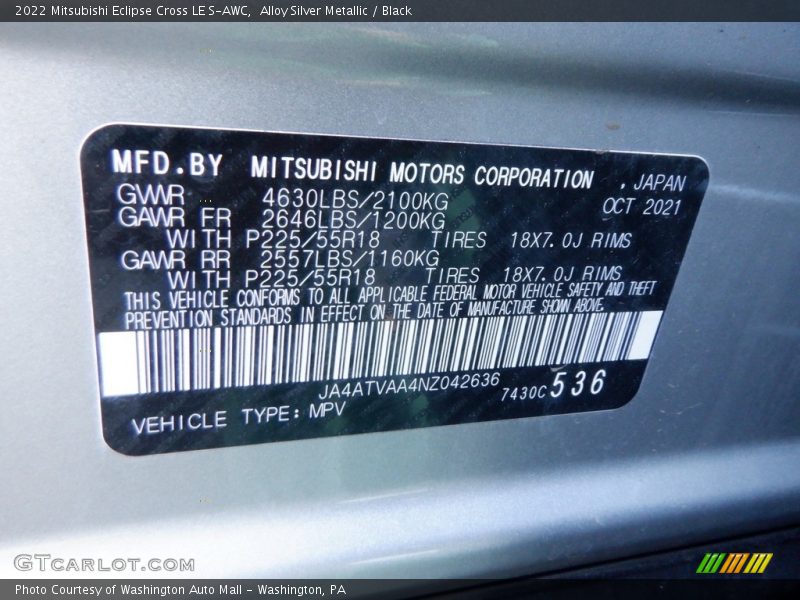 2022 Mitsubishi Eclipse Cross LE S-AWC, Alloy Silver Metallic / Black
MFD.BY MITSUBISHI MOTORS CORPORATION , JAPAN
GWR 4630LBS/2100KG OCT 2021
GAWR FR 2646LBS/1200KG
WITH P225/55R18 TIRES 18X7.0J RIMS
GAWR RR 2557LBS/1160KG
WITH P225/55R18 TIRES 18X7.0J RIMS
THIS VEHICLE CONFORMS TO ALL APPLICABLE FEDERAL MOTOR VEHICLE SAFETY AND THEFT
PREVENTION STANDARDS IN EFFECT ON THE DATE OF MANUFACTURE SHOWN ABOVE.
JA4ATVAA4NZ042636
7430C 536
VEHICLE TYPE: MPV
GTCARLOT.COM
Photo Courtesy of Washington Auto Mall - Washington, PA